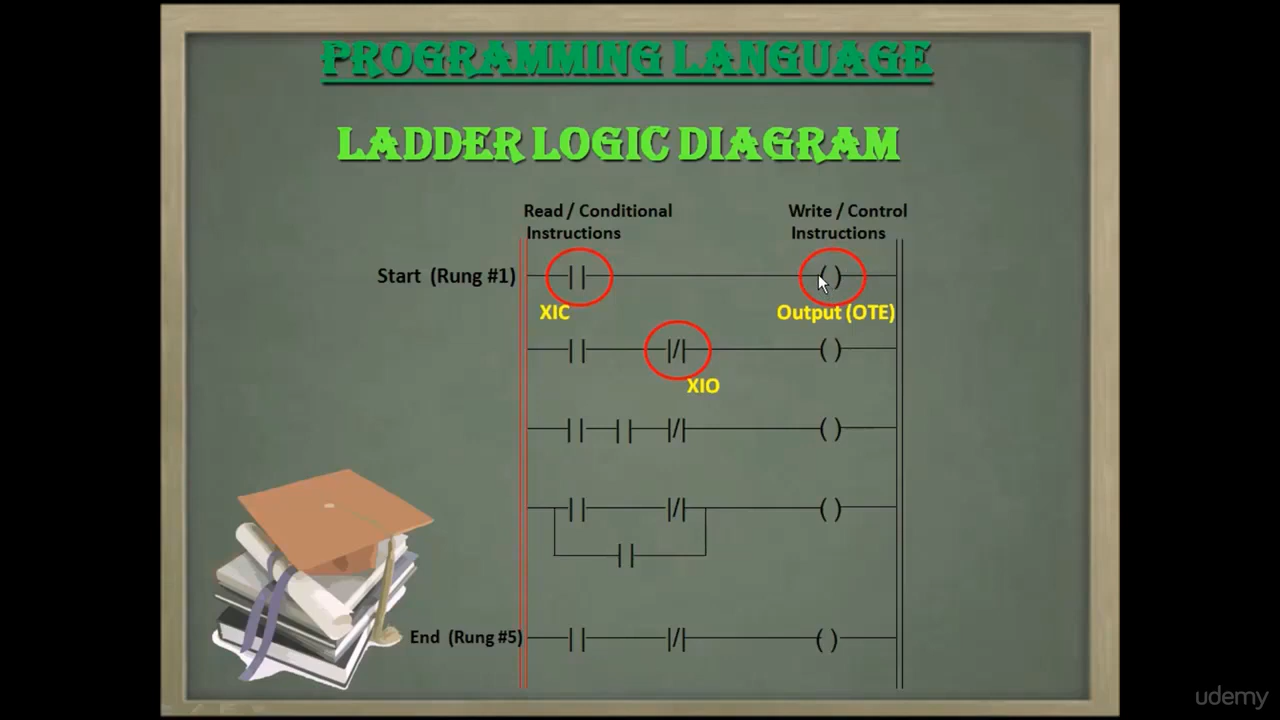 PROGRAMMING LANGUAGE
LADDER LOGIC DIAGRAM
Read / Conditional
Instructions
Write / Control
Instructions
Start (Rung #1)
XIC
Output (OTE)
XIO
End (Rung #5)
udemy